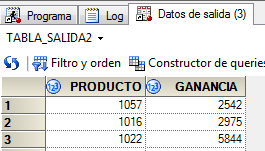 Programa Log Datos de salida (3)
TABLA_SALIDA2
Filtro y orden Constructor de queries
PRODUCTO GANANCIA
1 1057 2542
2 1016 2975
3 1022 5844